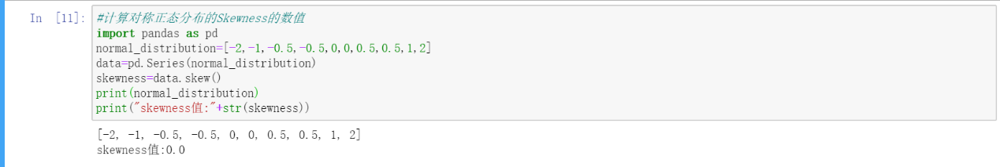 In [11]: #计算对称正态分布的Skewness的数值
import pandas as pd
normal_distribution=[-2,-1,-0.5,-0.5,0,0,0.5,0.5,1,2]
data=pd.Series(normal_distribution)
skewness=data.skew()
print(normal_distribution)
print("skewness值:"+str(skewness))
[-2, -1, -0.5, -0.5, 0, 0, 0.5, 0.5, 1, 2]
skewness值:0.0